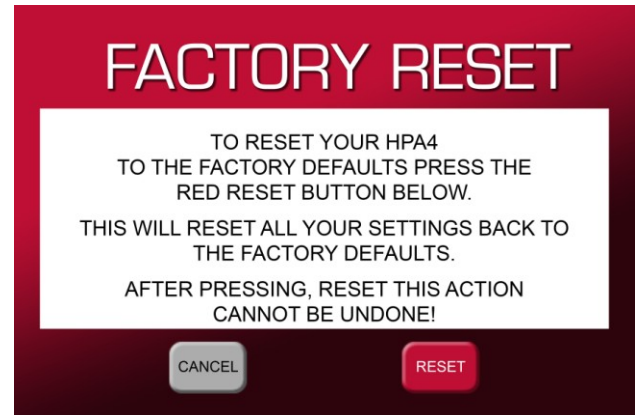 FACTORY RESET
TO RESET YOUR HPA4
TO THE FACTORY DEFAULTS PRESS THE
RED RESET BUTTON BELOW.
THIS WILL RESET ALL YOUR SETTINGS BACK TO
THE FACTORY DEFAULTS.
AFTER PRESSING, RESET THIS ACTION
CANNOT BE UNDONE!
CANCEL
RESET